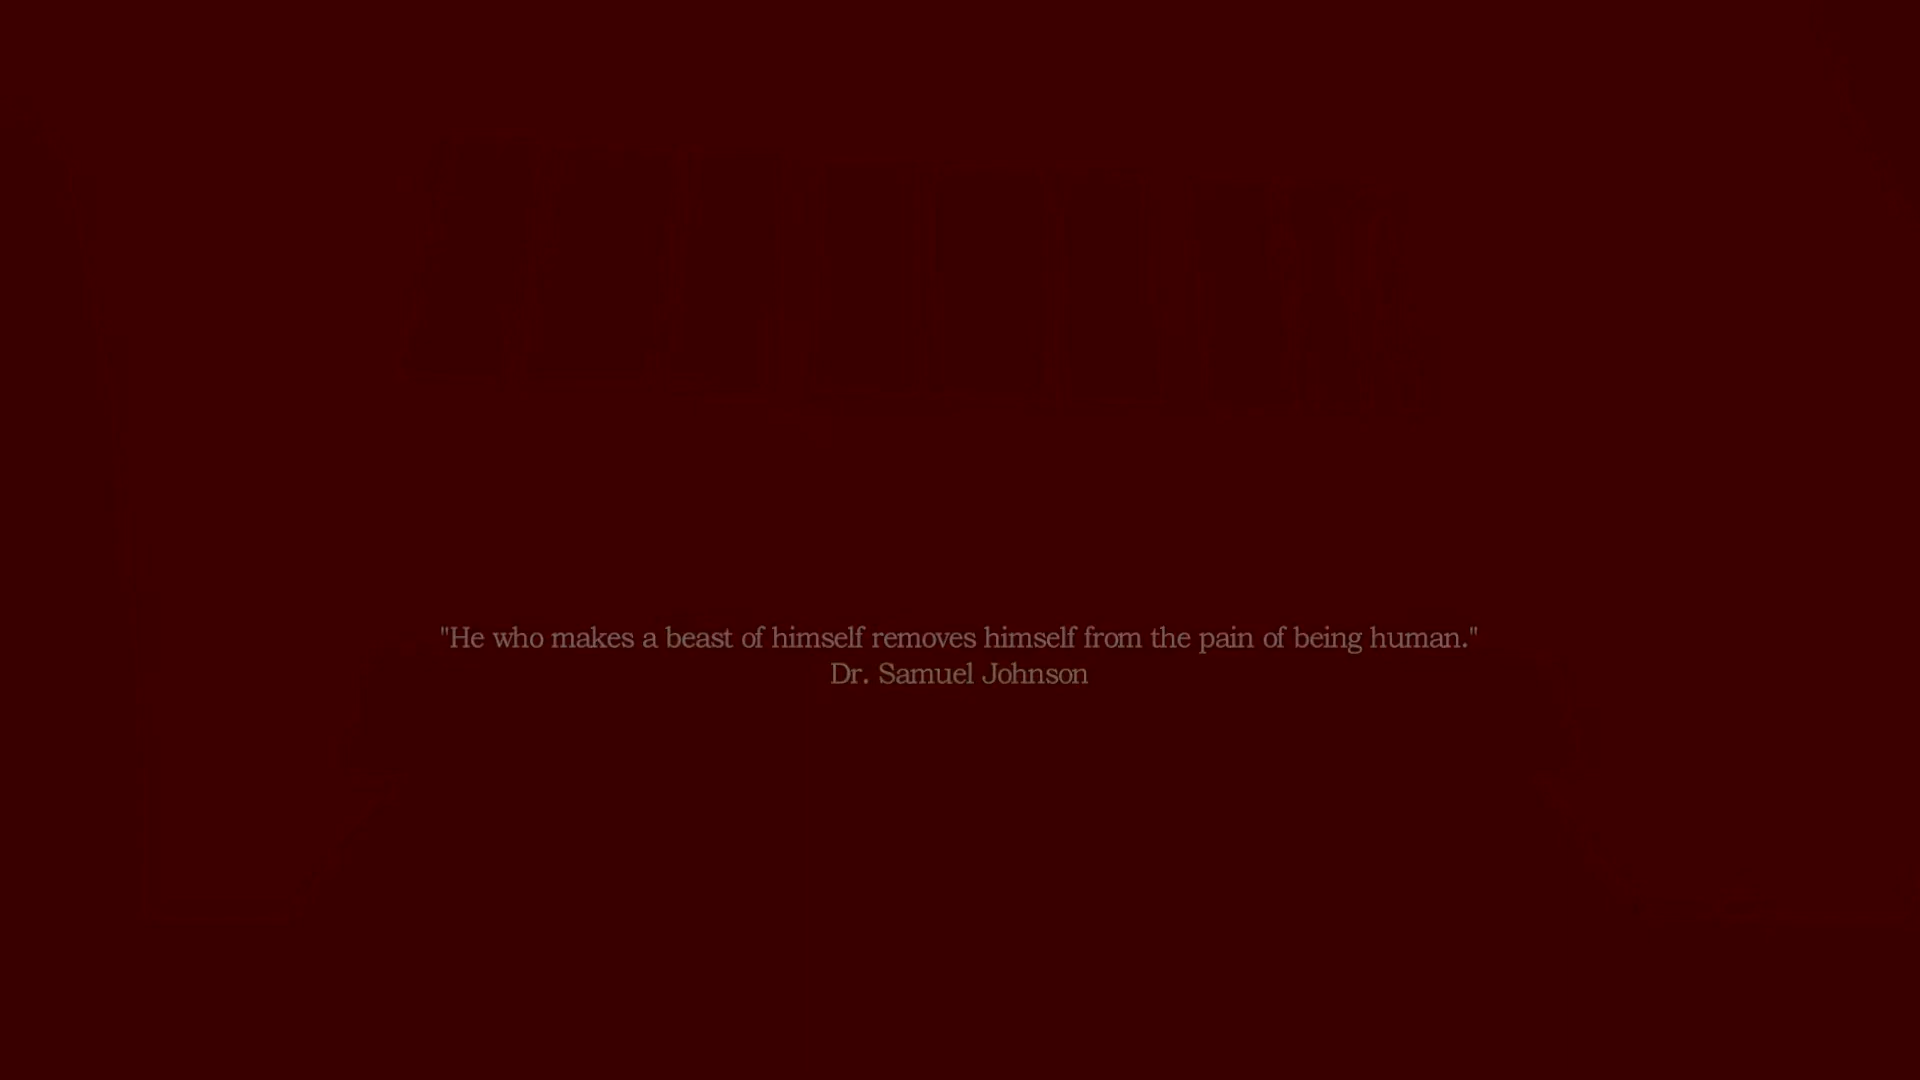 "He who makes a beast of himself removes himself from the pain of being human."
Dr. Samuel Johnson